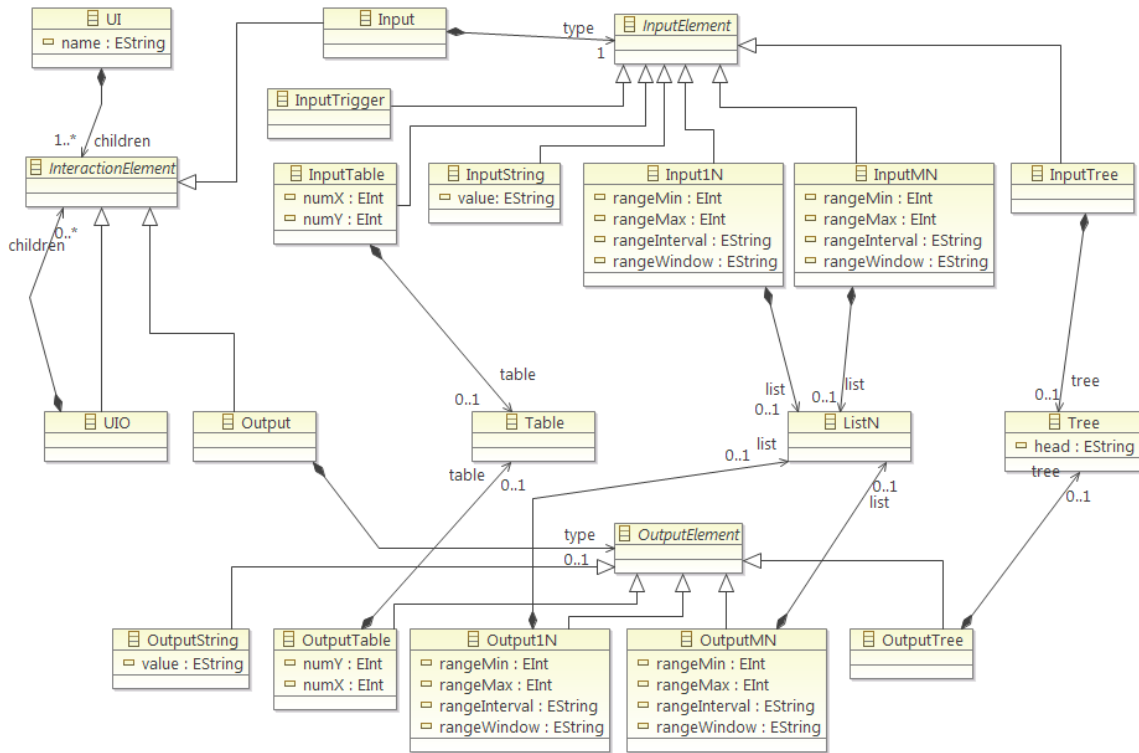 UI
name : EString
Input
type
1
InputElement
InputTrigger
1..*
children
InteractionElement
InputTable
numX : EInt
numY : EInt
InputString
value: EString
Input1N
rangeMin : EInt
rangeMax : EInt
rangeInterval : EString
rangeWindow : EString
InputMN
rangeMin : EInt
rangeMax : EInt
rangeInterval : EString
rangeWindow : EString
InputTree
children
0..*
table
0..1
list
0..1
list
0..1
tree
0..1
UIO
Output
Table
ListN
Tree
head : EString
table
0..1
list
0..1
0..1
list
tree
0..1
type
0..1
OutputElement
OutputString
value : EString
OutputTable
numY : EInt
numX : EInt
Output1N
rangeMin : EInt
rangeMax : EInt
rangeInterval : EString
rangeWindow : EString
OutputMN
rangeMin : EInt
rangeMax : EInt
rangeInterval : EString
rangeWindow : EString
OutputTree